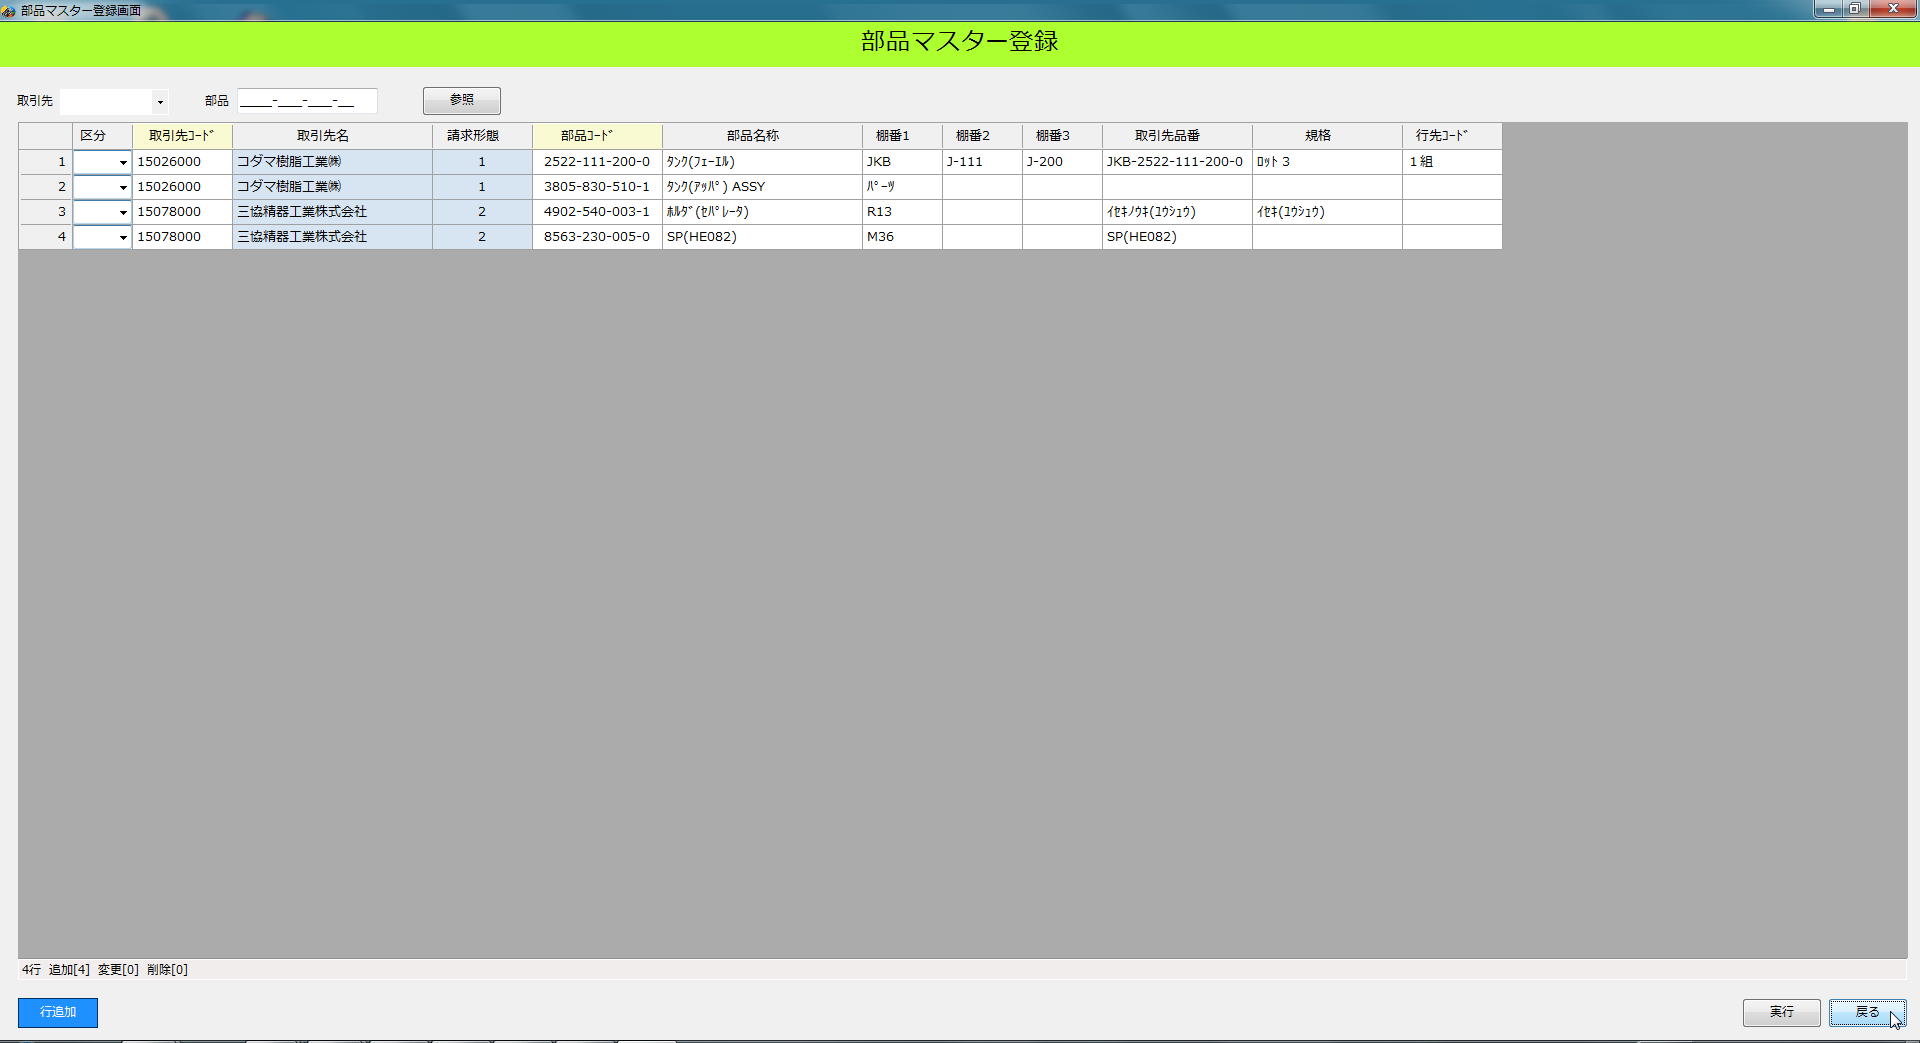 部品マスター登録画面
部品マスター登録
取引先 部品 ____-___-___-__ 参照
区分 取引先ｺｰﾄﾞ 取引先名 請求形態 部品ｺｰﾄﾞ 部品名称 棚番1 棚番2 棚番3 取引先品番 規格 行先ｺｰﾄﾞ
1 15026000 コダマ樹脂工業㈱ 1 2522-111-200-0 ﾀﾝｸ(ﾌｪｰｴﾙ) JKB J-111 J-200 JKB-2522-111-200-0 ﾛｯﾄ 3 1 組
2 15026000 コダマ樹脂工業㈱ 1 3805-830-510-1 ﾀﾝｸ(ｱｯﾊﾟ) ASSY ﾊﾟｰﾂ
3 15078000 三協精器工業株式会社 2 4902-540-003-1 ﾎﾙﾀﾞ(ｾﾊﾟﾚｰﾀ) R13 ｲｾｷﾉｳｷ(ﾕｳｼｭｳ) ｲｾｷ(ﾕｳｼｭｳ)
4 15078000 三協精器工業株式会社 2 8563-230-005-0 SP(HE082) M36 SP(HE082)
4行 追加[4] 変更[0] 削除[0]
行追加 実行 戻る